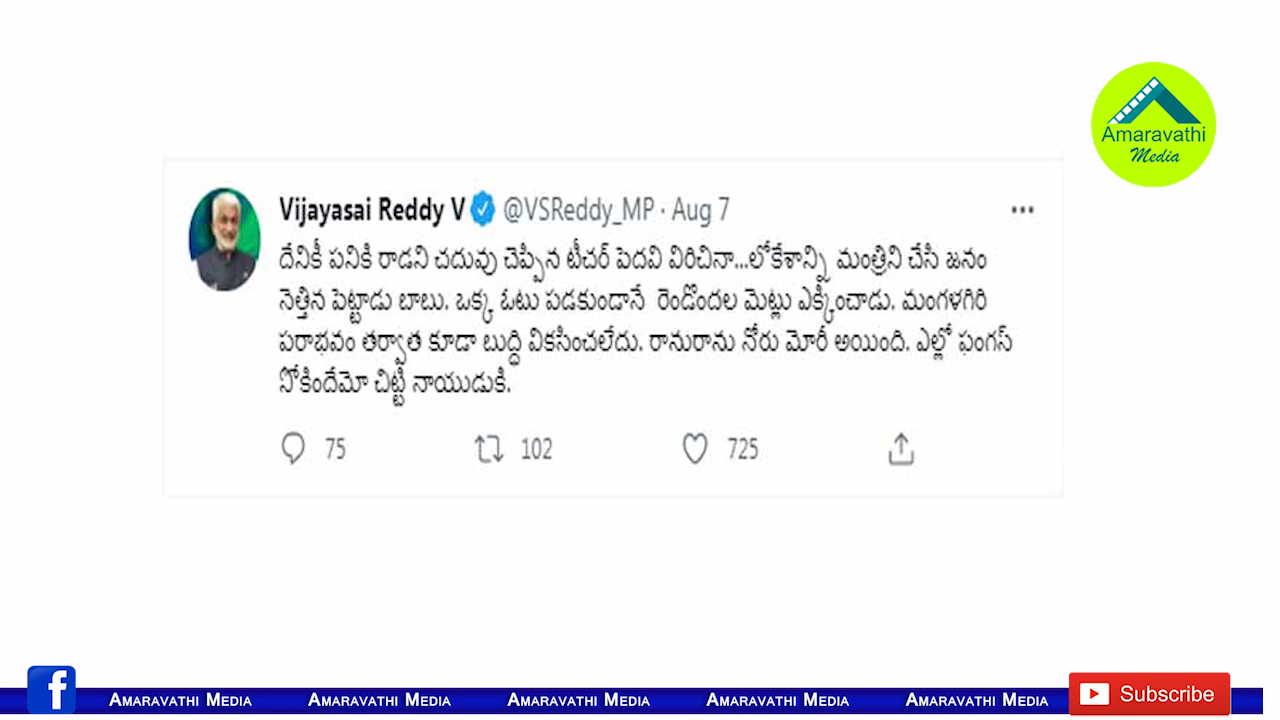 Amaravathi
Media
Vijayasai Reddy V @VSReddy_MP · Aug 7
దేనికీ పనికి రాడని చదువు చెప్పిన టీచర్ పెదవి విరిచినా...లోకేశాన్ని మంత్రిని చేసి జనం
నెత్తిన పెట్టాడు బాబు. ఒక్క ఓటు పడకుండానే రెండొందల మెట్లు ఎక్కించాడు. మంగళగిరి
పరాభవం తర్వాత కూడా బుద్ధి వికసించలేదు. రానురాను నోరు మోరీ అయింది. ఎల్లో ఫంగస్
సోకిందేమో చిట్టి నాయుడుకి.
75 102 725
f Amaravathi Media Amaravathi Media Amaravathi Media Amaravathi Media Amaravathi Media Subscribe